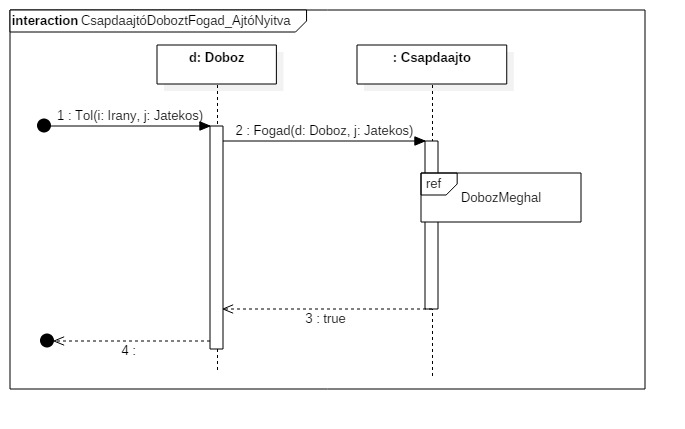 interaction CsapdaajtóDoboztFogad_AjtóNyitva
d: Doboz
: Csapdaajto
1 : Tol(i: Irany, j: Jatekos)
2 : Fogad(d: Doboz, j: Jatekos)
ref
DobozMeghal
3 : true
4 :